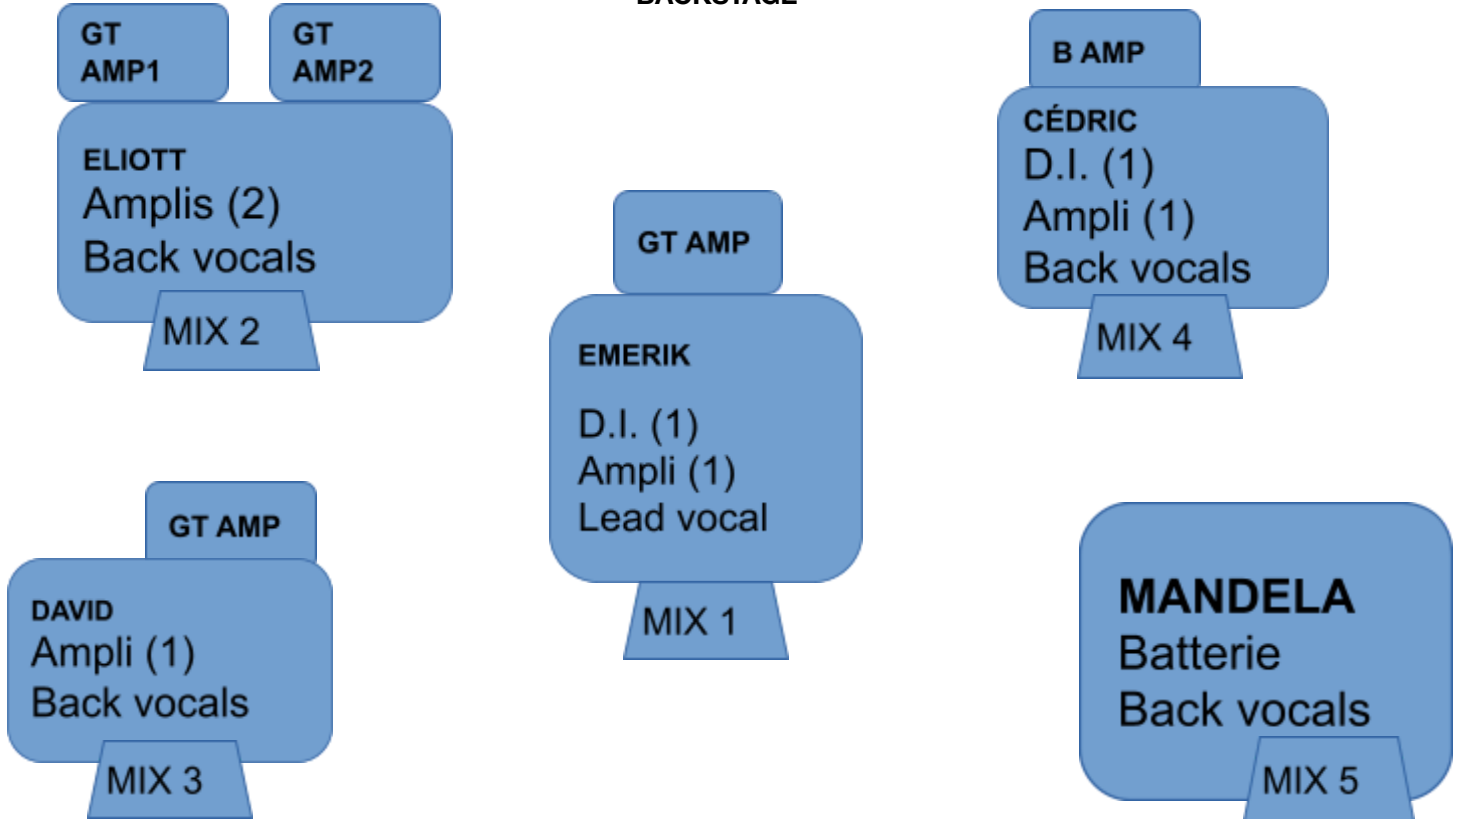 BACKSTAGE
GT
AMP1
GT
AMP2
ELIOTT
Amplis (2)
Back vocals
MIX 2
GT AMP
EMERIK
D.I. (1)
Ampli (1)
Lead vocal
MIX 1
B AMP
CÉDRIC
D.I. (1)
Ampli (1)
Back vocals
MIX 4
GT AMP
DAVID
Ampli (1)
Back vocals
MIX 3
MANDELA
Batterie
Back vocals
MIX 5